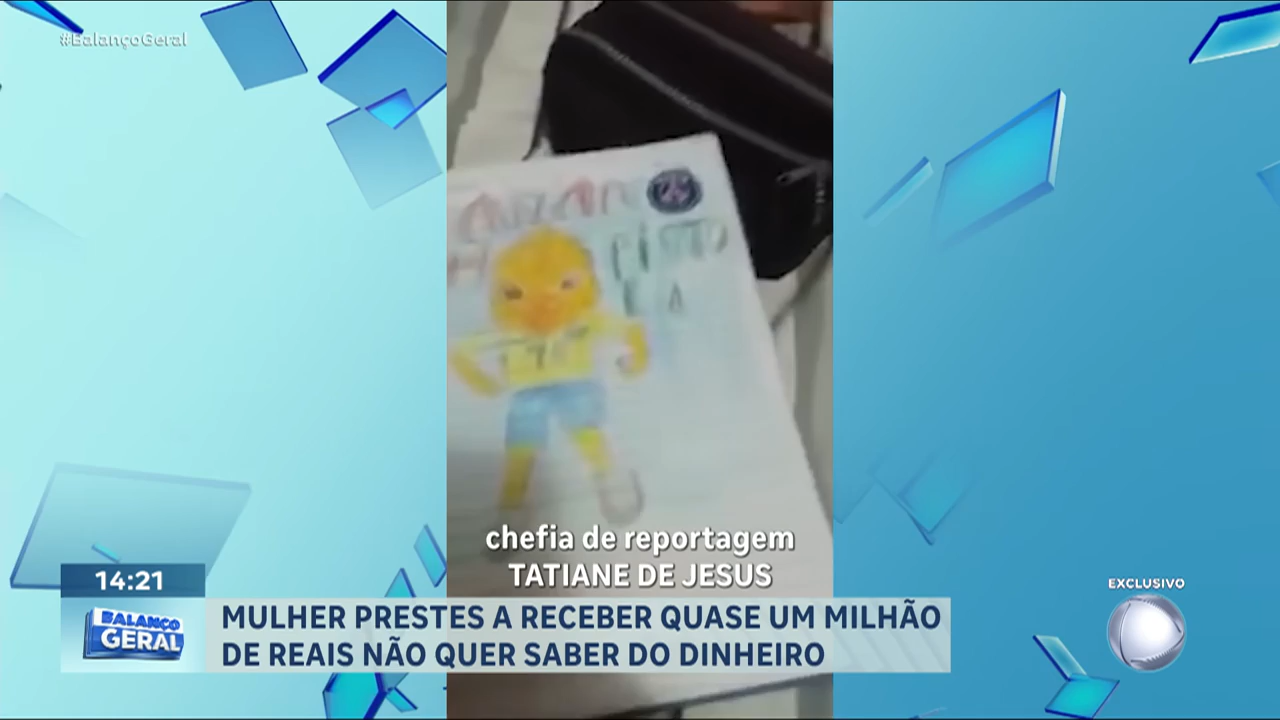 #BalançoGeral
chefia de reportagem
TATIANE DE JESUS
14:21
BALANÇO
GERAL
MULHER PRESTES A RECEBER QUASE UM MILHÃO
DE REAIS NÃO QUER SABER DO DINHEIRO
EXCLUSIVO